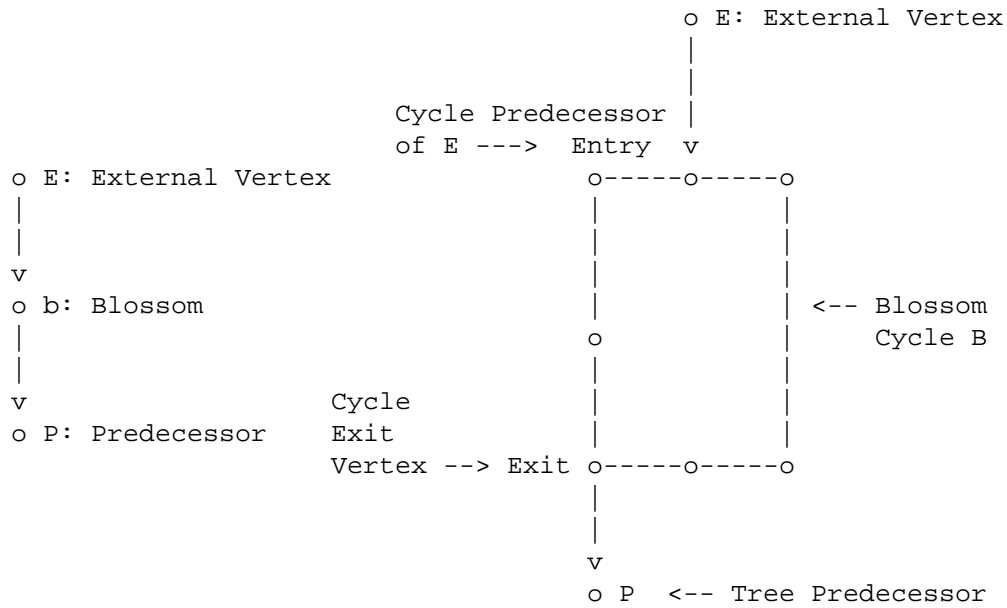 o E: External Vertex
Cycle Predecessor
of E ---> Entry v
o E: External Vertex o-----o-----o
v
o b: Blossom <-- Blossom
o Cycle B
v Cycle
o P: Predecessor Exit
Vertex --> Exit o-----o-----o
v
o P <-- Tree Predecessor